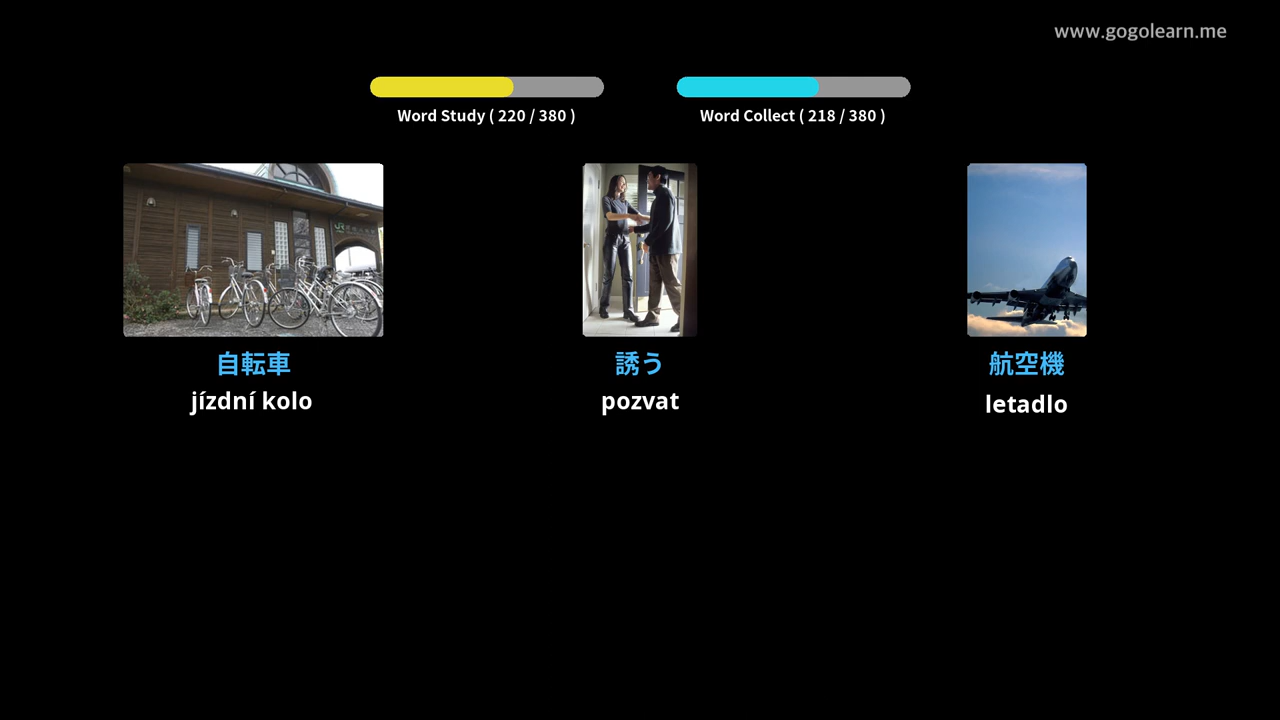 www.gogolearn.me
Word Study ( 220 / 380 )
Word Collect ( 218 / 380 )
JR
自転車
誘う
航空機
jízdní kolo
pozvat
letadlo